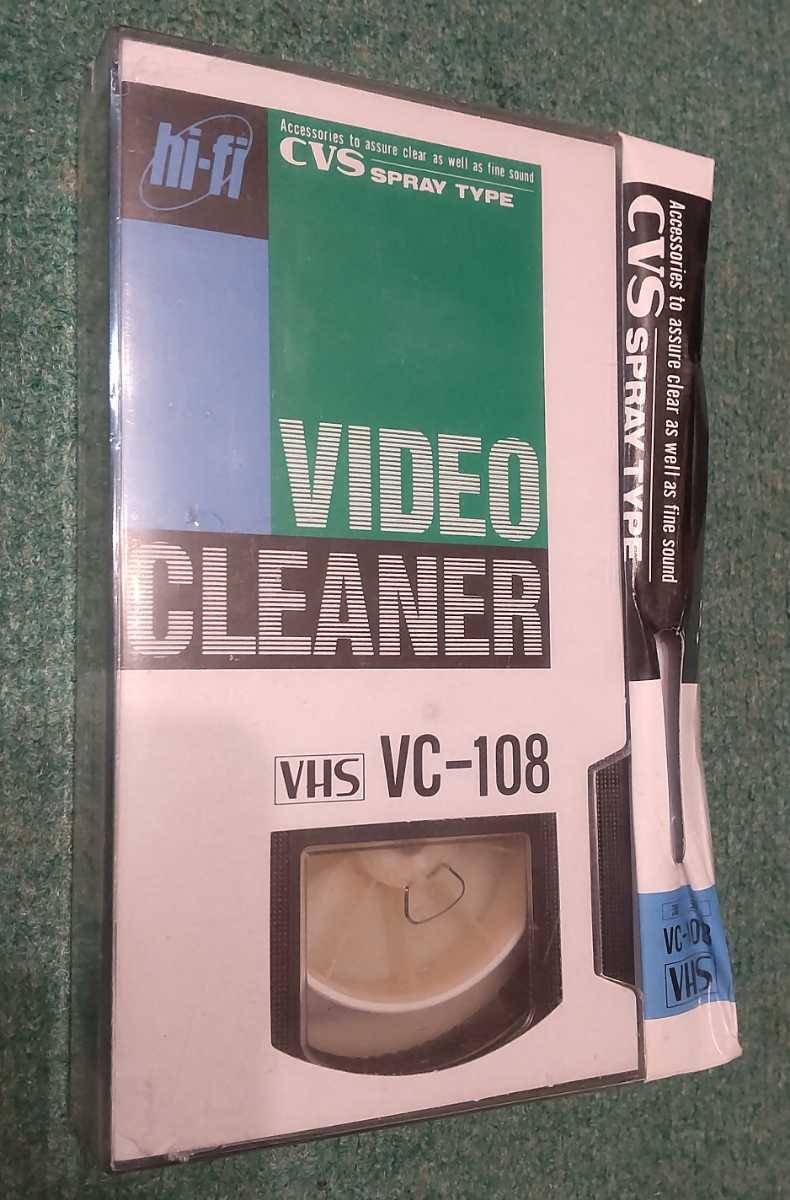 hi-fi
Accessories to assure clear as well as fine sound
CVS SPRAY TYPE
VIDEO
CLEANER
VHS VC-108
Accessories to assure clear as well as fine sound
CVS SPRAY TYPE
VC-108
VHS